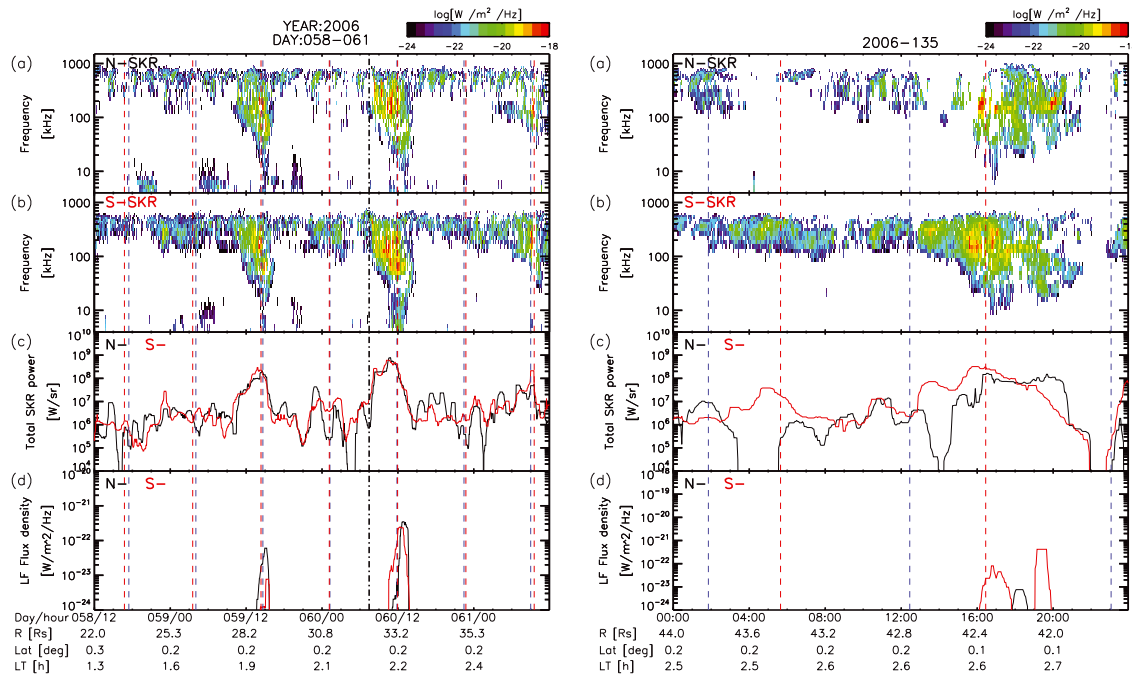 YEAR:2006
DAY:058−061
log[W /m² /Hz]
−24 −22 −20 −18
(a) N−SKR
1000
100
10
Frequency [kHz]
(b) S−SKR
1000
100
10
Frequency [kHz]
(c) N− S−
10^10
10^9
10^8
10^7
10^6
10^5
10^4
Total SKR power [W/sr]
(d) N− S−
10^−20
10^−21
10^−22
10^−23
10^−24
LF Flux density [W/m^2/Hz]
Day/hour 058/12 059/00 059/12 060/00 060/12 061/00
R [Rs] 22.0 25.3 28.2 30.8 33.2 35.3
Lat [deg] 0.3 0.2 0.2 0.2 0.2 0.2
LT [h] 1.3 1.6 1.9 2.1 2.2 2.4
2006−135
log[W /m² /Hz]
−24 −22 −20 −1
(a) N−SKR
1000
100
10
Frequency [kHz]
(b) S−SKR
1000
100
10
Frequency [kHz]
(c) N− S−
10^10
10^9
10^8
10^7
10^6
10^5
10^4
Total SKR power [W/sr]
(d) N− S−
10^−18
10^−19
10^−20
10^−21
10^−22
10^−23
10^−24
LF Flux density [W/m^2/Hz]
00:00 04:00 08:00 12:00 16:00 20:00
R [Rs] 44.0 43.6 43.2 42.8 42.4 42.0
Lat [deg] 0.2 0.2 0.2 0.2 0.1 0.1
LT [h] 2.5 2.5 2.6 2.6 2.6 2.7